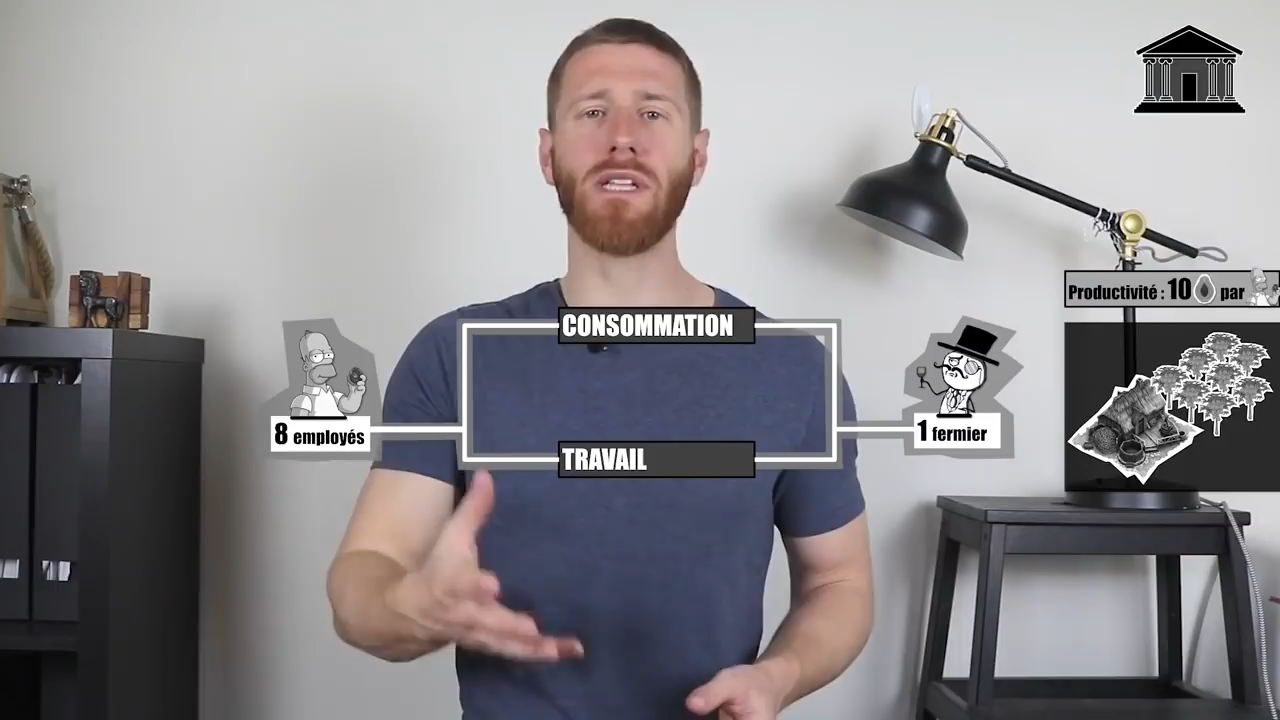 CONSOMMATION
Productivité : 10 par
8 employés
1 fermier
TRAVAIL